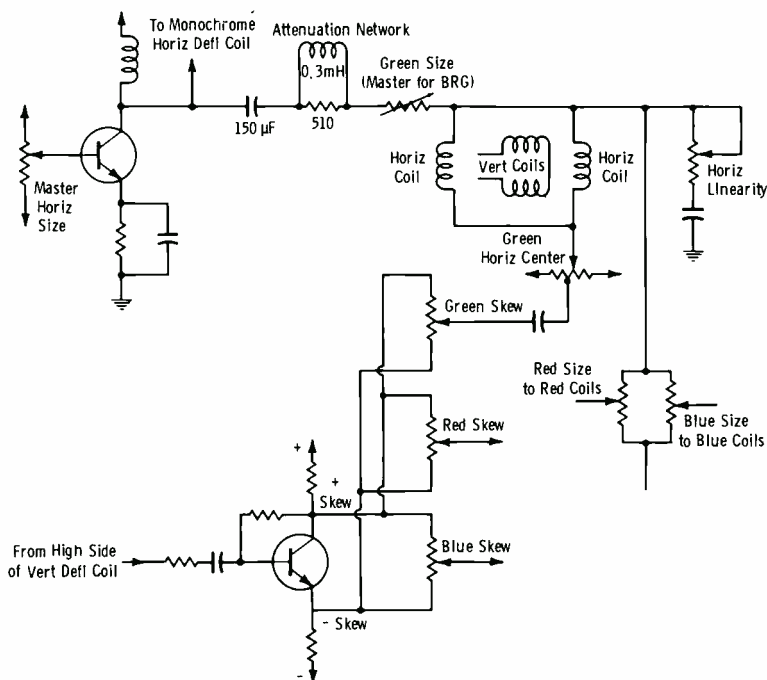 To Monochrome
Horiz Defl Coil
Attenuation Network
0.3mH
Green Size
(Master for BRG)
150 µF
510
Master
Horiz
Size
Horiz
Coil
Vert Coils
Horiz
Coil
Horiz
Linearity
Green
Horiz Center
Green Skew
Red Size
to Red Coils
Blue Size
to Blue Coils
Red Skew
+
+
Skew
From High Side
of Vert Defl Coil
Blue Skew
- Skew
-